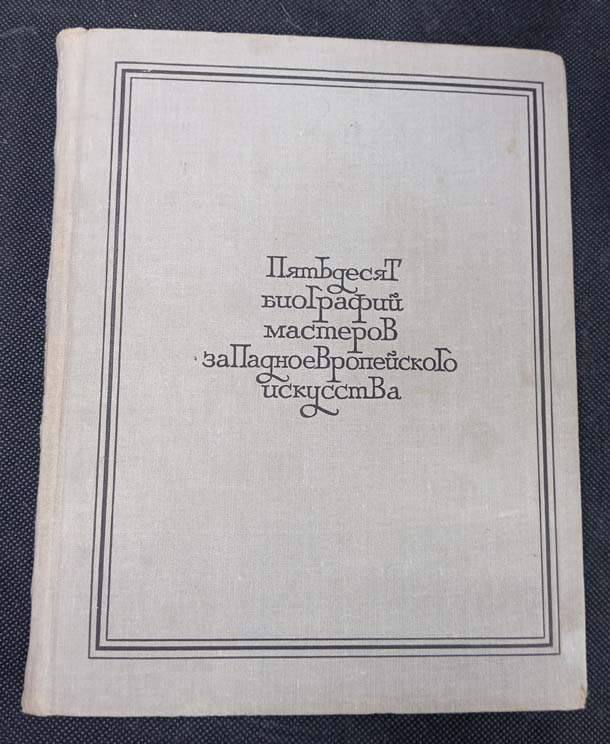 Пятьдесят
биографий
мастеров
западноевропейского
искусства